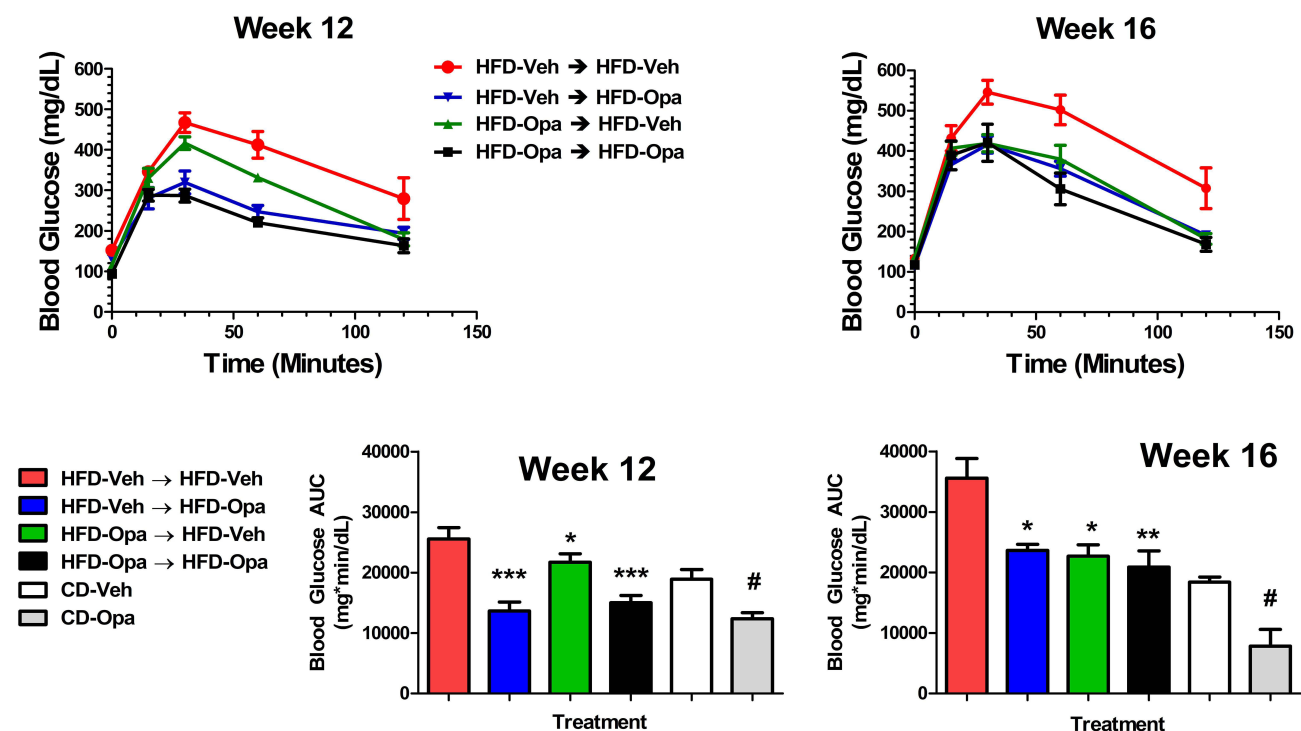 Week 12
Blood Glucose (mg/dL)
600
500
400
300
200
100
0
0
50
100
150
Time (Minutes)
HFD-Veh ➔ HFD-Veh
HFD-Veh ➔ HFD-Opa
HFD-Opa ➔ HFD-Veh
HFD-Opa ➔ HFD-Opa
Week 16
Blood Glucose (mg/dL)
600
500
400
300
200
100
0
0
50
100
150
Time (Minutes)
HFD-Veh → HFD-Veh
HFD-Veh → HFD-Opa
HFD-Opa → HFD-Veh
HFD-Opa → HFD-Opa
CD-Veh
CD-Opa
Week 12
Blood Glucose AUC
(mg*min/dL)
40000
30000
20000
10000
0
***
*
***
#
Treatment
Week 16
Blood Glucose AUC
(mg*min/dL)
40000
30000
20000
10000
0
*
*
**
#
Treatment